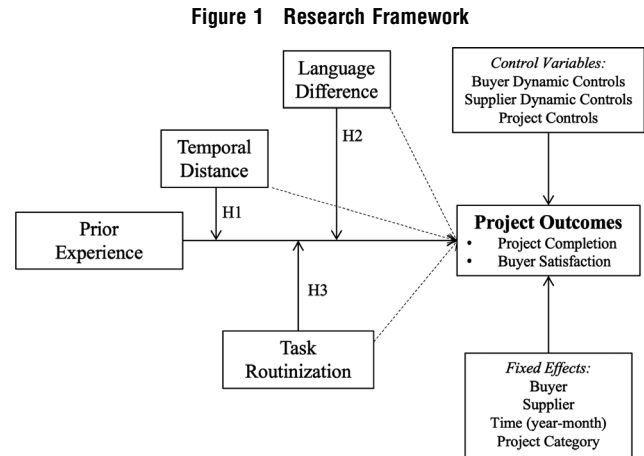 Figure 1 Research Framework
Language
Difference
Control Variables:
Buyer Dynamic Controls
Supplier Dynamic Controls
Project Controls
Temporal
Distance
H2
H1
Prior
Experience
Project Outcomes
• Project Completion
• Buyer Satisfaction
H3
Task
Routinization
Fixed Effects:
Buyer
Supplier
Time (year-month)
Project Category